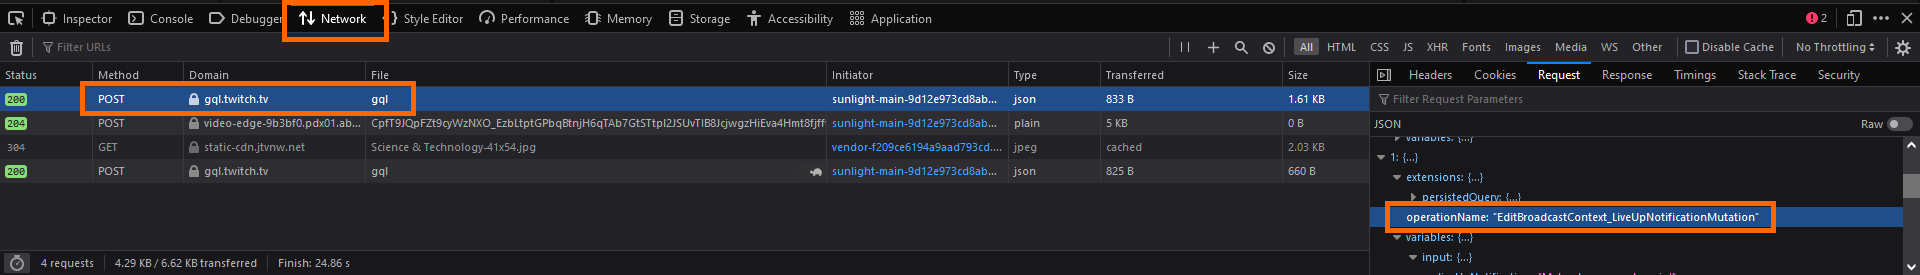 Inspector Console Debugger Network Style Editor Performance Memory Storage Accessibility Application 2
Filter URLs All HTML CSS JS XHR Fonts Images Media WS Other Disable Cache No Throttling
Status Method Domain File Initiator Type Transferred Size
Headers Cookies Request Response Timings Stack Trace Security
200 POST gql.twitch.tv gql sunlight-main-9d12e973cd8ab... json 833 B 1.61 KB
Filter Request Parameters
204 POST video-edge-9b3bf0.pdx01.ab... sunlight-main-9d12e973cd8ab... plain 5 KB 0 B
JSON Raw
variables: {...}
304 GET static-cdn.jtvnw.net Science & Technology-41x54.jpg vendor-f209ce6194a9aad793cd.... jpeg cached 2.03 KB
1: {...}
200 POST gql.twitch.tv gql sunlight-main-9d12e973cd8ab... json 825 B 660 B
extensions: {...}
persistedQuery: {...}
operationName: "EditBroadcastContext_LiveUpNotificationMutation"
variables: {...}
input: {...}
4 requests 4.29 KB / 6.62 KB transferred Finish: 24.86 s